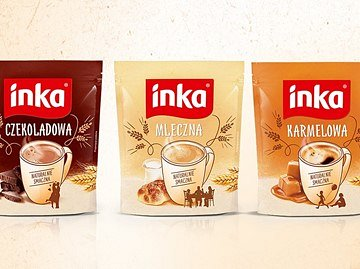 inka
CZEKOLADOWA
NATURALNIE
SMACZNA
inka
MLECZNA
NATURALNIE
SMACZNA
inka
KARMELOWA
NATURALNIE
SMACZNA